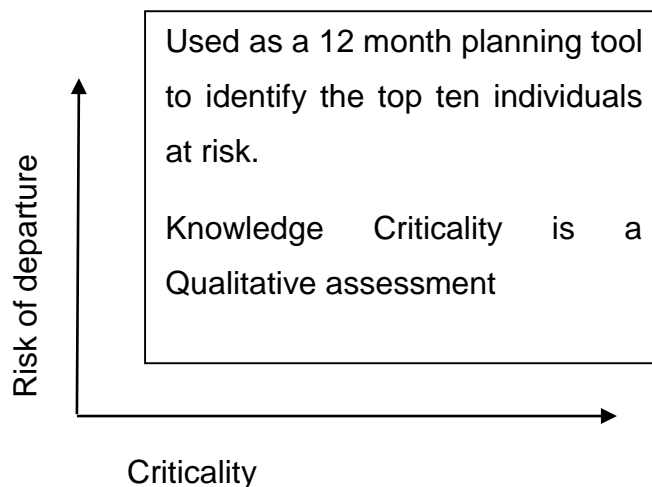 Used as a 12 month planning tool
to identify the top ten individuals
at risk.
Knowledge Criticality is a
Qualitative assessment
Risk of departure
Criticality